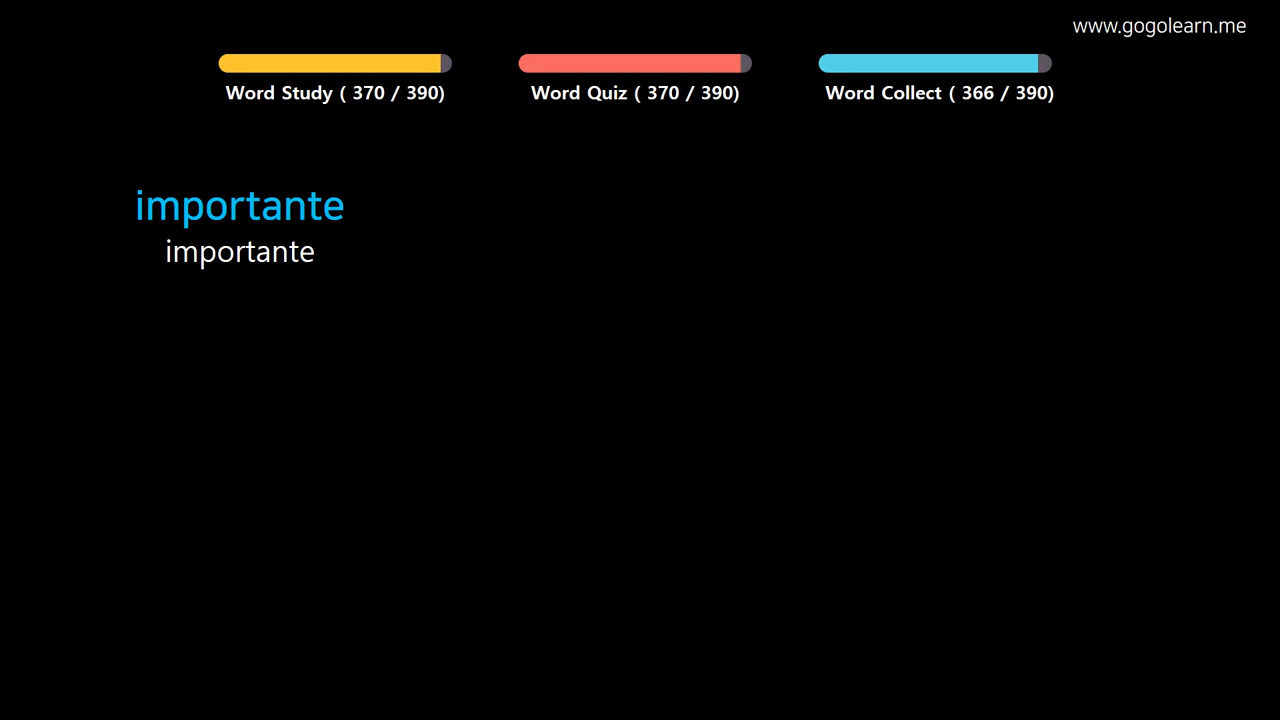 www.gogolearn.me
Word Study ( 370 / 390)
Word Quiz ( 370 / 390)
Word Collect ( 366 / 390)
importante
importante